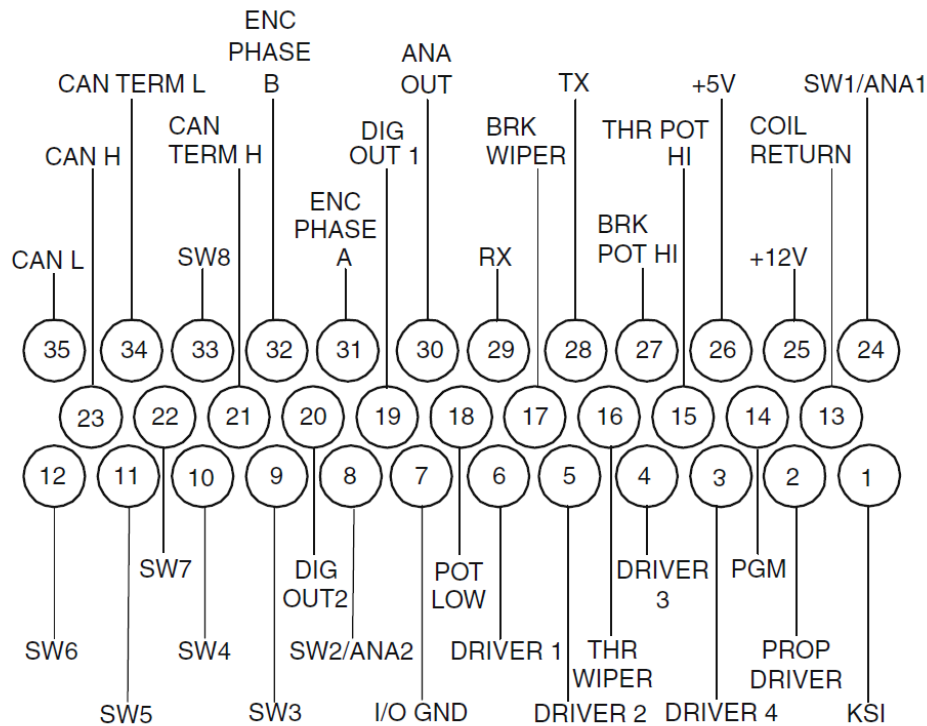 ENC
PHASE
B
ANA
OUT
CAN TERM L
TX
+5V
SW1/ANA1
CAN H
CAN
TERM H
DIG
OUT 1
BRK
WIPER
THR POT
HI
COIL
RETURN
ENC
PHASE
A
CAN L
SW8
RX
BRK
POT HI
+12V
35 34 33 32 31 30 29 28 27 26 25 24
23 22 21 20 19 18 17 16 15 14 13
12 11 10 9 8 7 6 5 4 3 2 1
SW7
DIG
OUT2
POT
LOW
DRIVER
3
PGM
SW6
SW4
SW2/ANA2
DRIVER 1
THR
WIPER
PROP
DRIVER
SW5
SW3
I/O GND
DRIVER 2
DRIVER 4
KSI